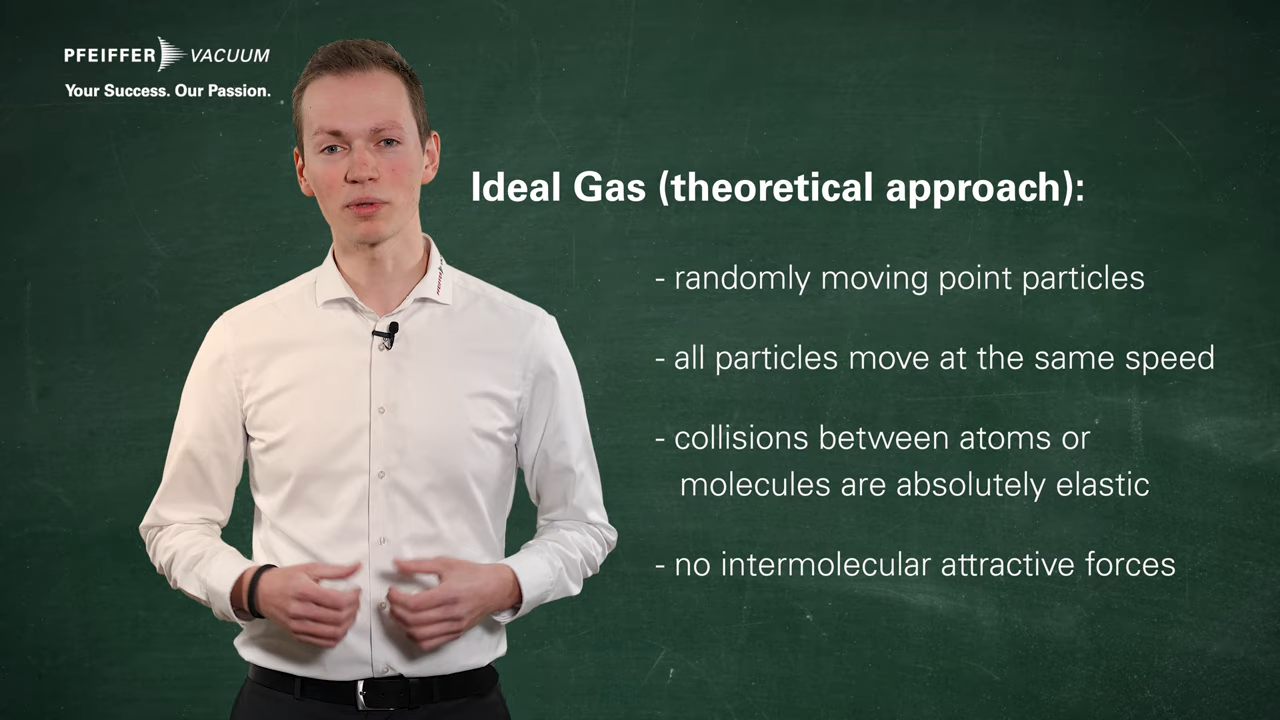 PFEIFFER VACUUM
Your Success. Our Passion.
Ideal Gas (theoretical approach):
- randomly moving point particles
- all particles move at the same speed
- collisions between atoms or
molecules are absolutely elastic
- no intermolecular attractive forces